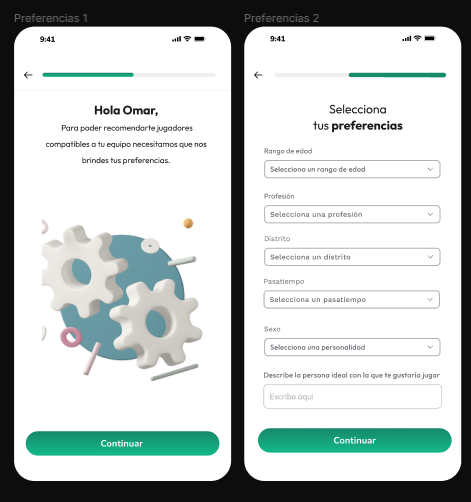 Preferencias 1
9:41
Hola Omar,
Para poder recomendarte jugadores
compatibles a tu equipo necesitamos que nos
brindes tus preferencias.
Continuar
Preferencias 2
9:41
Selecciona
tus preferencias
Rango de edad
Selecciona un rango de edad
Profesión
Selecciona una profesión
Distrito
Selecciona un distrito
Pasatiempo
Selecciona un pasatiempo
Sexo
Selecciona una personalidad
Describe la persona ideal con la que te gustaría jugar
Escribe aquí
Continuar